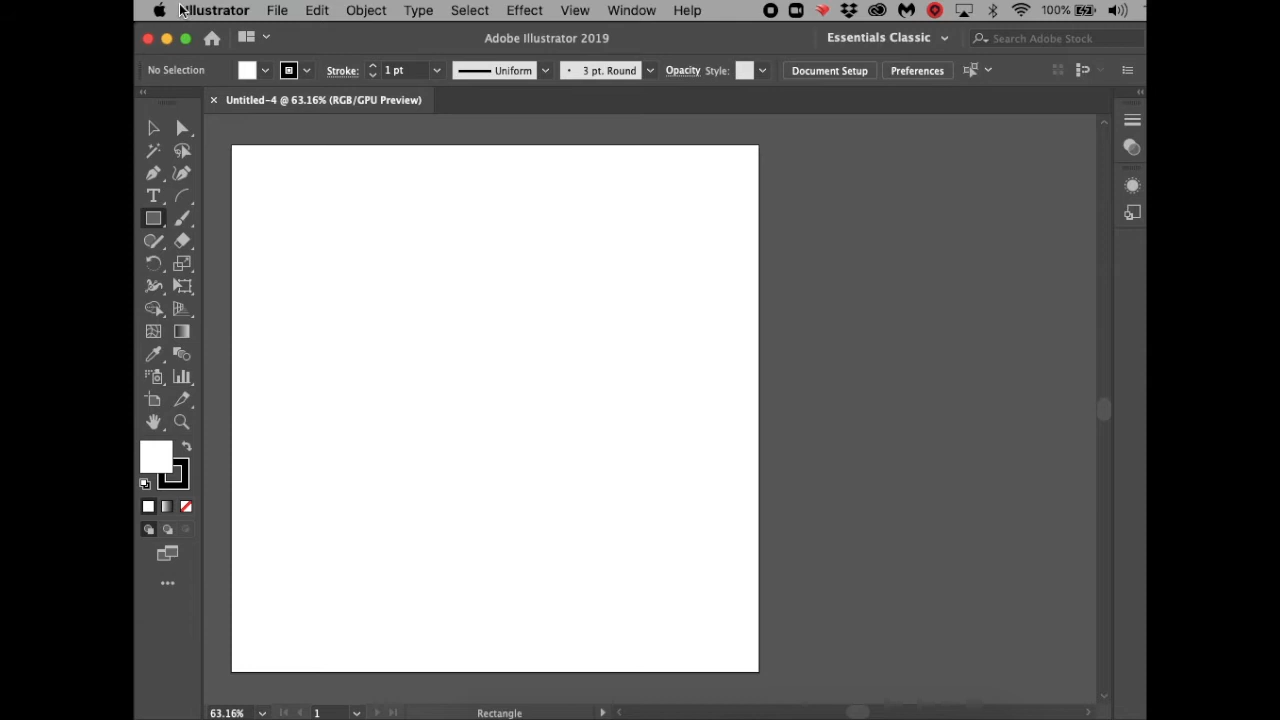 Illustrator File Edit Object Type Select Effect View Window Help 100%
Adobe Illustrator 2019 Essentials Classic Search Adobe Stock
No Selection Stroke: 1 pt Uniform 3 pt. Round Opacity Style: Document Setup Preferences
Untitled-4 @ 63.16% (RGB/GPU Preview)
63.16% 1 Rectangle